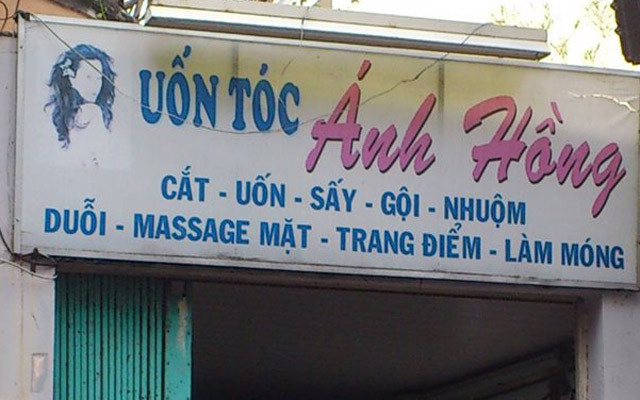 UỐN TÓC Ánh Hồng
CẮT - UỐN - SẤY - GỘI - NHUỘM
DUỖI - MASSAGE MẶT - TRANG ĐIỂM - LÀM MÓNG